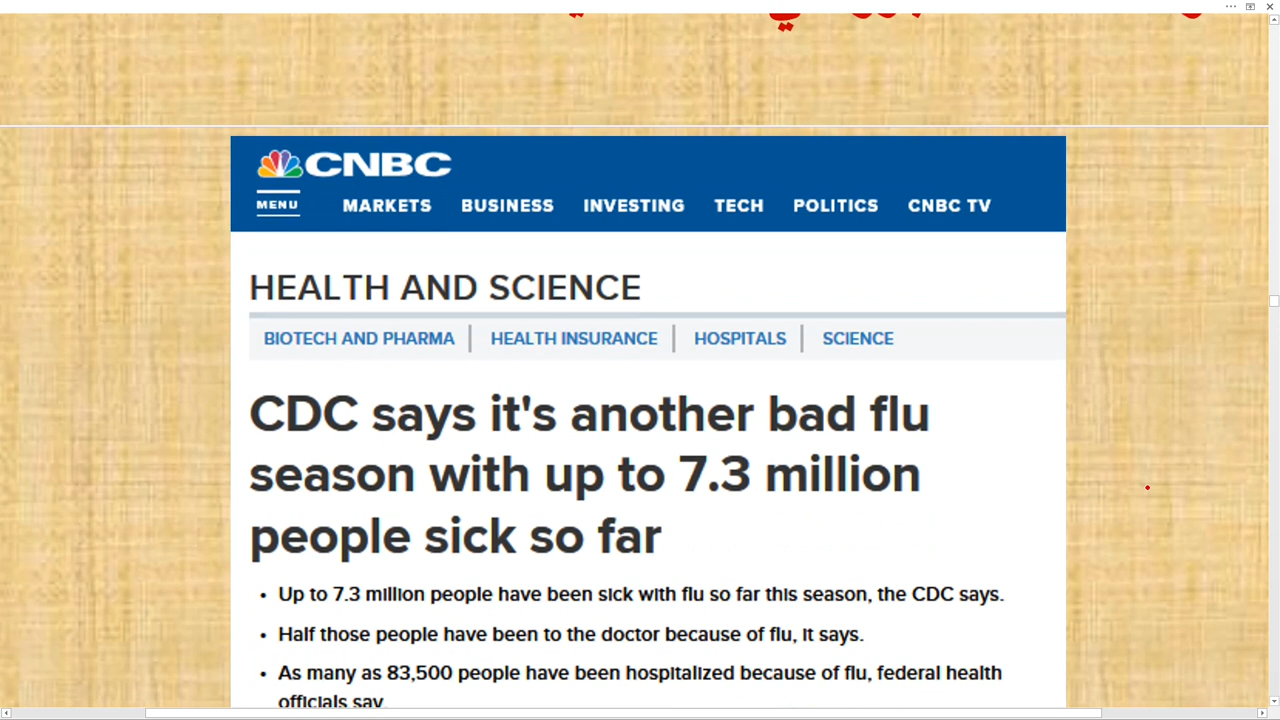 CNBC
MENU MARKETS BUSINESS INVESTING TECH POLITICS CNBC TV
HEALTH AND SCIENCE
BIOTECH AND PHARMA HEALTH INSURANCE HOSPITALS SCIENCE
CDC says it's another bad flu
season with up to 7.3 million
people sick so far
• Up to 7.3 million people have been sick with flu so far this season, the CDC says.
• Half those people have been to the doctor because of flu, it says.
• As many as 83,500 people have been hospitalized because of flu, federal health
officials say.